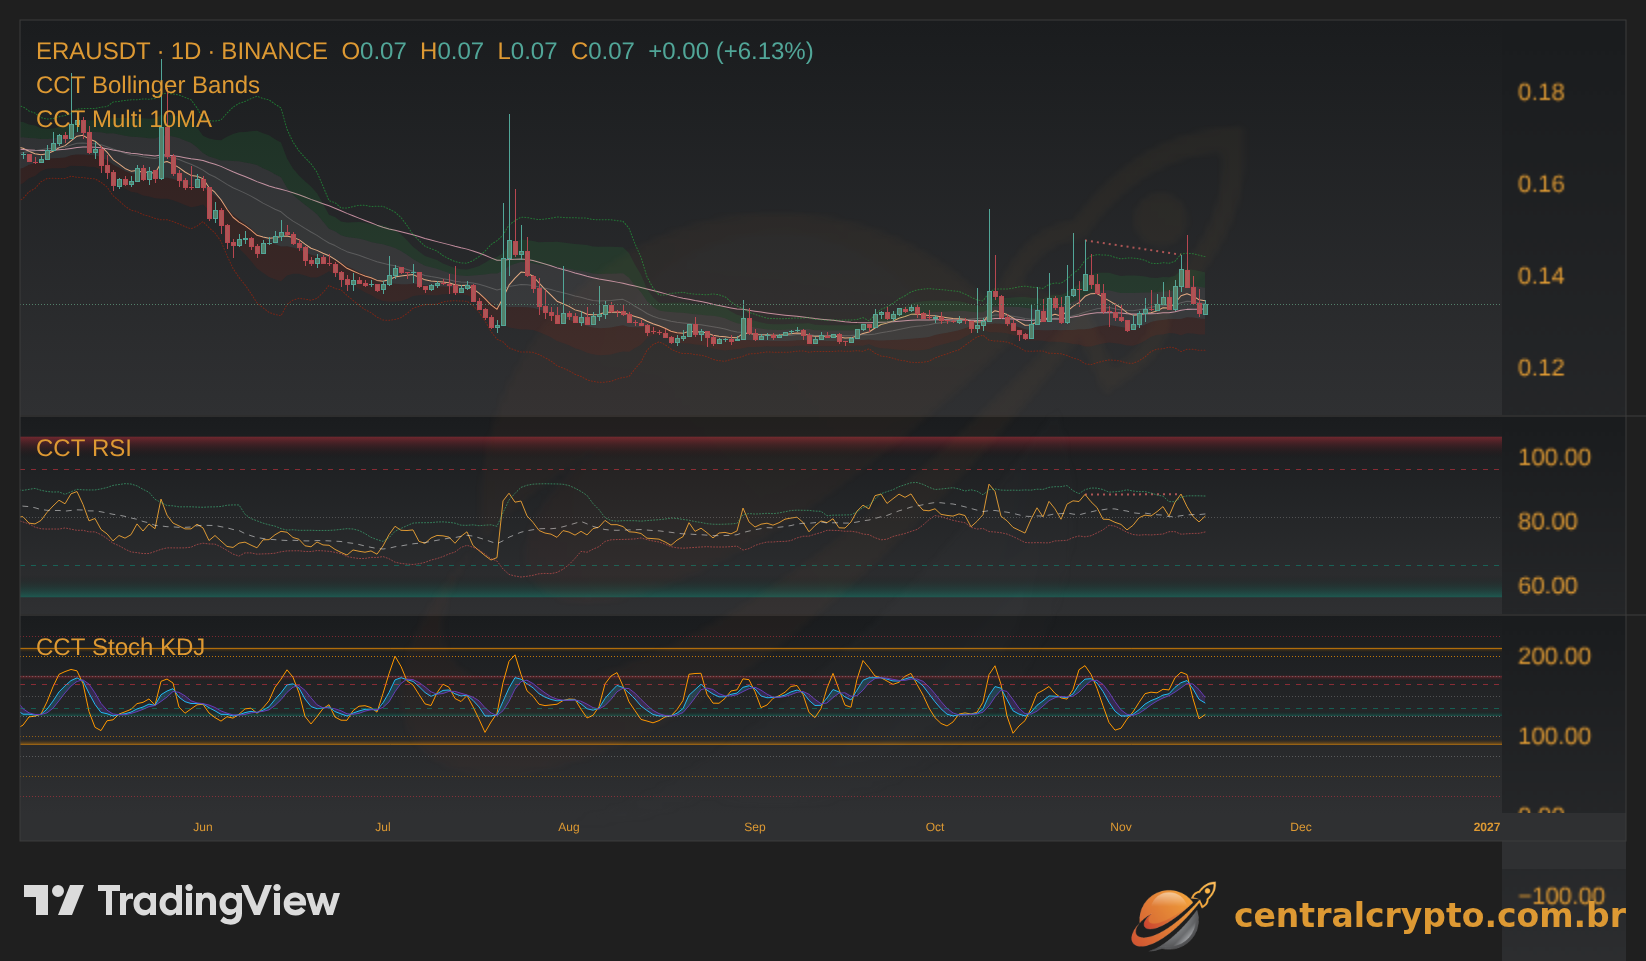 ERAUSDT · 1D · BINANCE O0.07 H0.07 L0.07 C0.07 +0.00 (+6.13%)
CCT Bollinger Bands
CCT Multi 10MA
0.18
0.16
0.14
0.12
CCT RSI
100.00
80.00
60.00
CCT Stoch KDJ
200.00
100.00
0.00
Jun Jul Aug Sep Oct Nov Dec 2027
−100.00
TradingView
centralcrypto.com.br